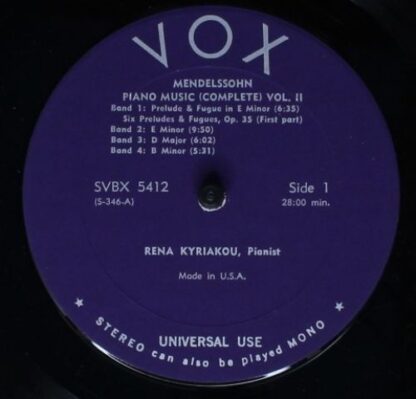 VOX
MENDELSSOHN
PIANO MUSIC (COMPLETE) VOL. II
Band 1: Prelude & Fugue in E Minor (6:35)
Six Preludes & Fugues, Op. 35 (First part)
Band 2: E Minor (9:50)
Band 3: D Major (6:02)
Band 4: B Minor (5:31)
SVBX 5412 Side 1
(S-346-A) 28:00 min.
RENA KYRIAKOU, Pianist
Made in U.S.A.
UNIVERSAL USE
★ STEREO can also be played MONO ★